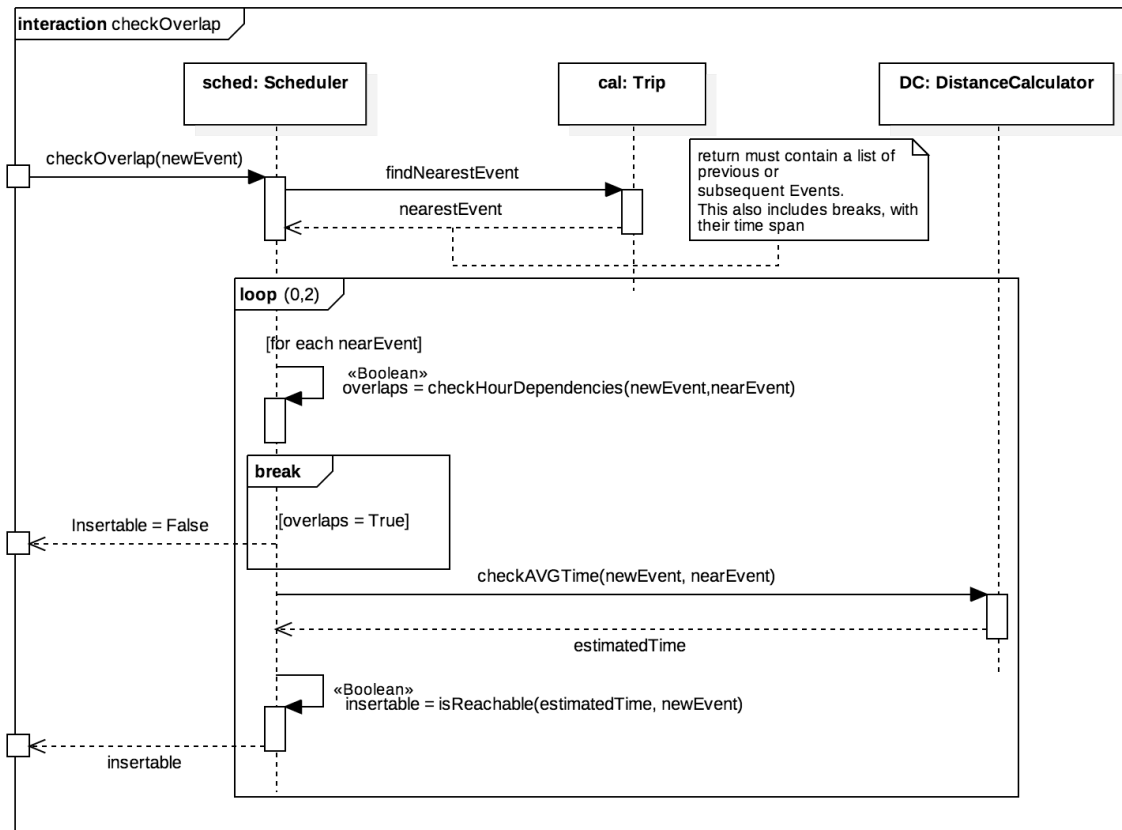 interaction checkOverlap
sched: Scheduler
cal: Trip
DC: DistanceCalculator
checkOverlap(newEvent)
findNearestEvent
nearestEvent
return must contain a list of
previous or
subsequent Events.
This also includes breaks, with
their time span
loop (0,2)
[for each nearEvent]
«Boolean»
overlaps = checkHourDependencies(newEvent,nearEvent)
break
[overlaps = True]
Insertable = False
checkAVGTime(newEvent, nearEvent)
estimatedTime
«Boolean»
insertable = isReachable(estimatedTime, newEvent)
insertable